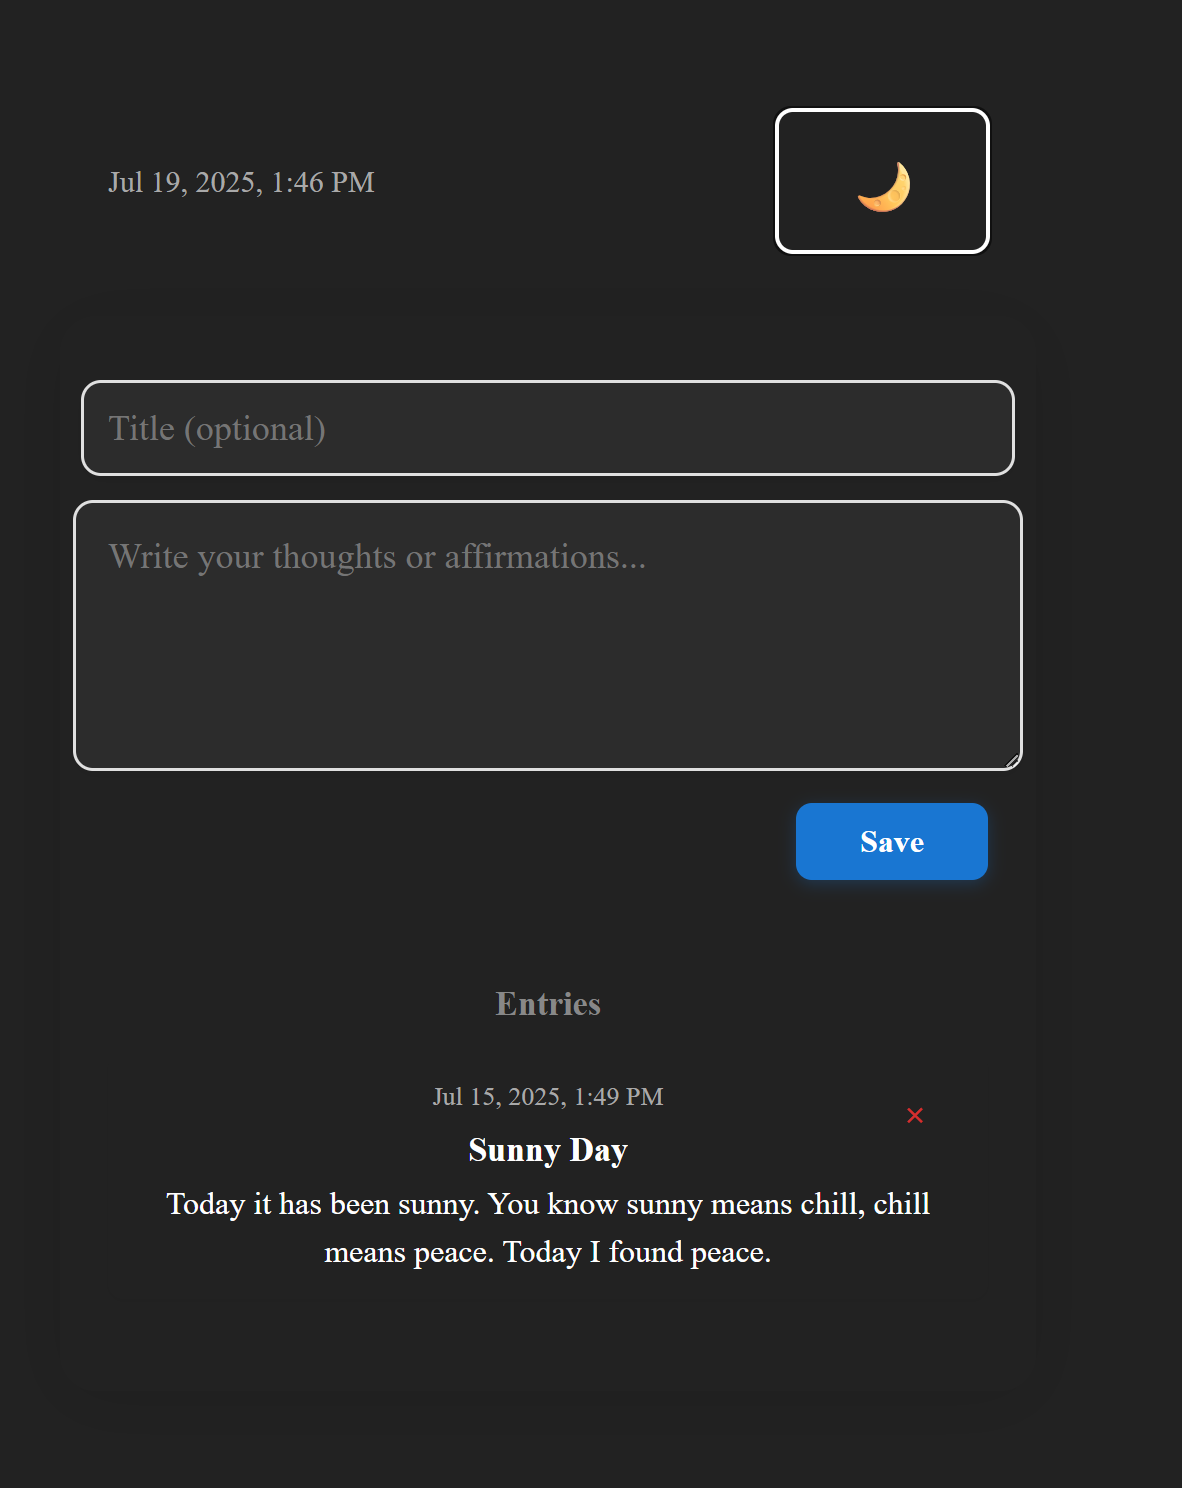 Jul 19, 2025, 1:46 PM
Title (optional)
Write your thoughts or affirmations...
Save
Entries
Jul 15, 2025, 1:49 PM
Sunny Day
Today it has been sunny. You know sunny means chill, chill
means peace. Today I found peace.